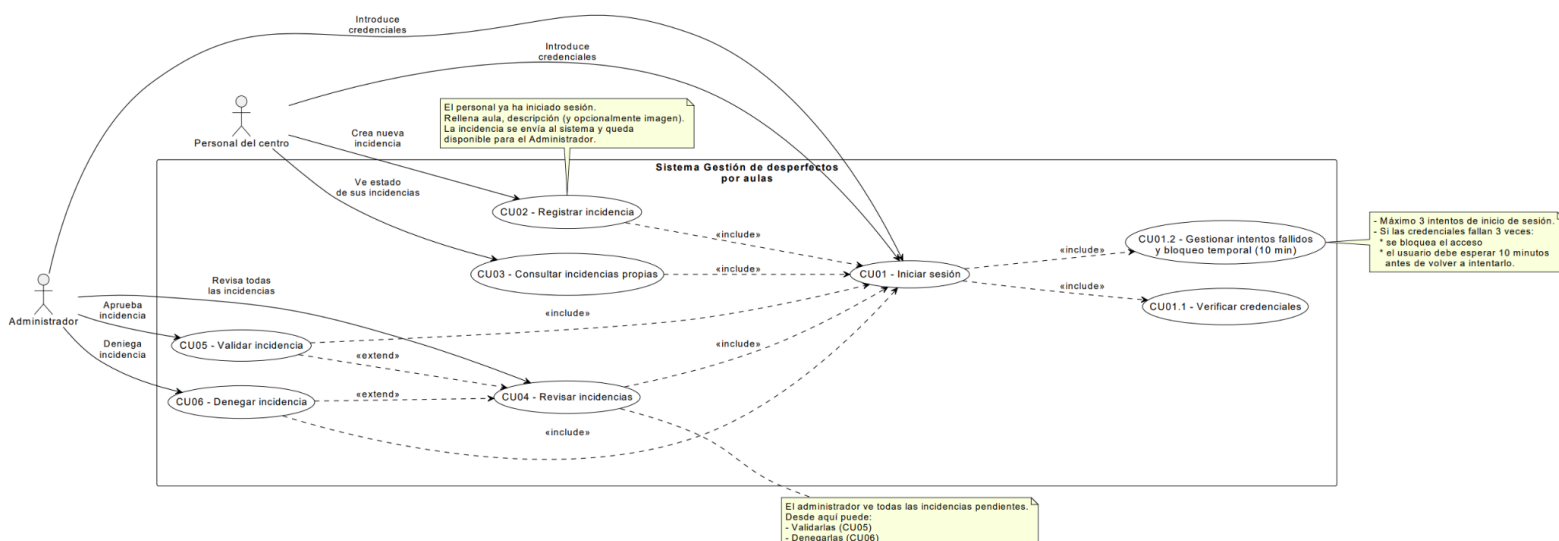 Introduce
credenciales
Introduce
credenciales
Personal del centro
El personal ya ha iniciado sesión.
Rellena aula, descripción (y opcionalmente imagen).
La incidencia se envía al sistema y queda
disponible para el Administrador.
Crea nueva
incidencia
Ve estado
de sus incidencias
Sistema Gestión de desperfectos
por aulas
CU02 - Registrar incidencia
«include»
CU03 - Consultar incidencias propias
«include»
CU01 - Iniciar sesión
«include»
CU01.2 - Gestionar intentos fallidos
y bloqueo temporal (10 min)
- Máximo 3 intentos de inicio de sesión.
- Si las credenciales fallan 3 veces:
* se bloquea el acceso
* el usuario debe esperar 10 minutos
antes de volver a intentarlo.
«include»
CU01.1 - Verificar credenciales
Administrador
Revisa todas
las incidencias
Aprueba
incidencia
Deniega
incidencia
«include»
CU05 - Validar incidencia
«extend»
«include»
CU06 - Denegar incidencia
«extend»
CU04 - Revisar incidencias
«include»
El administrador ve todas las incidencias pendientes.
Desde aquí puede:
- Validarlas (CU05)
- Denegarlas (CU06)